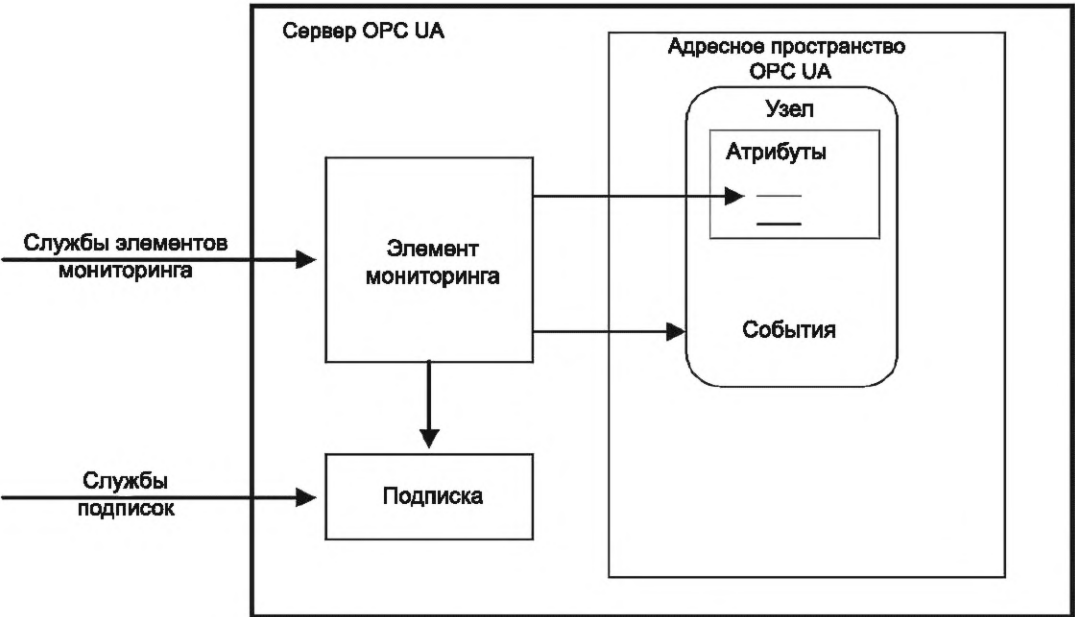 Сервер OPC UA
Адресное пространство
OPC UA
Узел
Атрибуты
Службы элементов
мониторинга
Элемент
мониторинга
События
Службы
подписок
Подписка